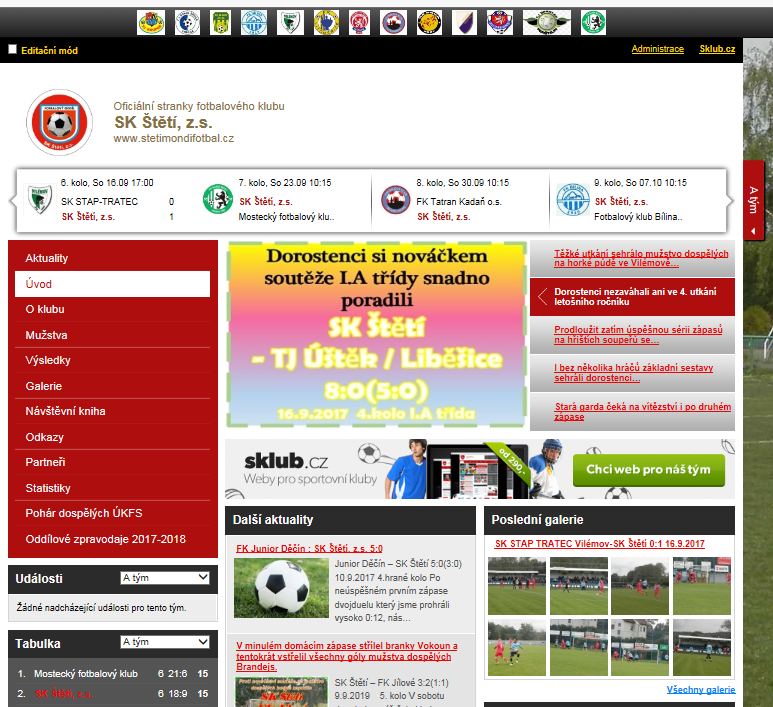 Editační mód
Administrace
Sklub.cz
Oficiální stranky fotbalového klubu
SK Štětí, z.s.
www.stetimondifotbal.cz
A tým
6. kolo, So 16.09 17:00
SK STAP-TRATEC 0
SK Štětí, z.s. 1
7. kolo, So 23.09 10:15
SK Štětí, z.s.
Mostecký fotbalový klu..
8. kolo, So 30.09 10:15
FK Tatran Kadaň o.s.
SK Štětí, z.s.
9. kolo, So 07.10 10:15
SK Štětí, z.s.
Fotbalový klub Bílina..
Aktuality
Úvod
O klubu
Mužstva
Výsledky
Galerie
Návštěvní kniha
Odkazy
Partneři
Statistiky
Pohár dospělých ÚKFS
Oddílové zpravodaje 2017-2018
Dorostenci si nováčkem
soutěže I.A třídy snadno
poradili
SK Štětí
- TJ Úštěk / Liběšice
8:0(5:0)
16.9.2017 4.kolo I.A třída
Těžké utkání sehrálo mužstvo dospělých
na horké půdě ve Vilémově...
Dorostenci nezaváhali ani ve 4. utkání
letošního ročníku
Prodloužit zatím úspěšnou sérii zápasů
na hřištích soupeřů se...
I bez několika hráčů základní sestavy
sehráli dorostenci...
Stará garda čeká na vítězství i po druhém
zápase
sklub.cz
Weby pro sportovní kluby
od 290,-
Chci web pro náš tým
Události
A tým
Žádné nadcházející události pro tento tým.
Tabulka
A tým
1. Mostecký fotbalový klub 6 21:6 15
2. SK Štětí, z.s. 6 18:9 15
Další aktuality
FK Junior Děčín : SK Štětí, z.s. 5:0
Junior Děčín – SK Štětí 5:0(3:0)
10.9.2017 4.hrané kolo Po
neúspěšném prvním zápase
dvojduelu který jsme prohráli
vysoko 0:12, nás...
V minulém domácím zápase střílel branky Vokoun a
tentokrát vstřelil všechny góly mužstva dospělých
Brandejs.
SK Štětí – FK Jílové 3:2(1:1)
9.9.2019 5. kolo V sobotu
Poslední galerie
SK STAP TRATEC Vilémov-SK Štětí 0:1 16.9.2017
Všechny galerie